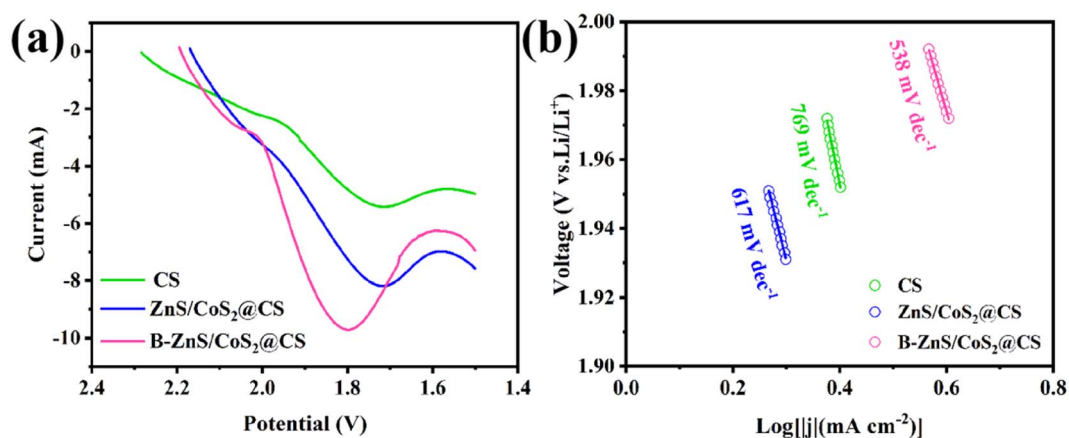 (a)
0
-2
-4
-6
-8
-10
Current (mA)
CS
ZnS/CoS₂@CS
B-ZnS/CoS₂@CS
2.4
2.2
2.0
1.8
1.6
1.4
Potential (V)
(b)
2.00
1.98
1.96
1.94
1.92
1.90
Voltage (V vs.Li/Li⁺)
617 mV dec⁻¹
769 mV dec⁻¹
538 mV dec⁻¹
CS
ZnS/CoS₂@CS
B-ZnS/CoS₂@CS
0.0
0.2
0.4
0.6
0.8
Log[|j|(mA cm⁻²)]